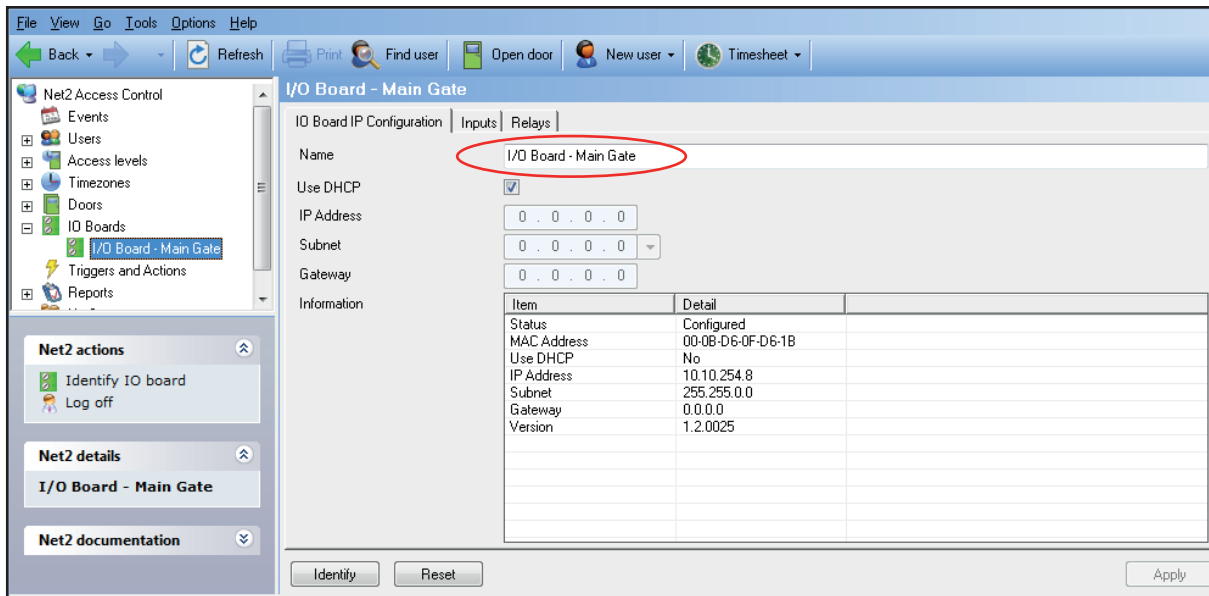 File View Go Tools Options Help
Back Refresh Print Find user Open door New user Timesheet
Net2 Access Control
Events
Users
Access levels
Timezones
Doors
IO Boards
I/O Board - Main Gate
Triggers and Actions
Reports
Net2 actions
Identify IO board
Log off
Net2 details
I/O Board - Main Gate
Net2 documentation
I/O Board - Main Gate
IO Board IP Configuration Inputs Relays
Name I/O Board - Main Gate
Use DHCP
IP Address 0 . 0 . 0 . 0
Subnet 0 . 0 . 0 . 0
Gateway 0 . 0 . 0 . 0
Information
Item Detail
Status Configured
MAC Address 00-0B-D6-0F-D6-1B
Use DHCP No
IP Address 10.10.254.8
Subnet 255.255.0.0
Gateway 0.0.0.0
Version 1.2.0025
Identify Reset Apply